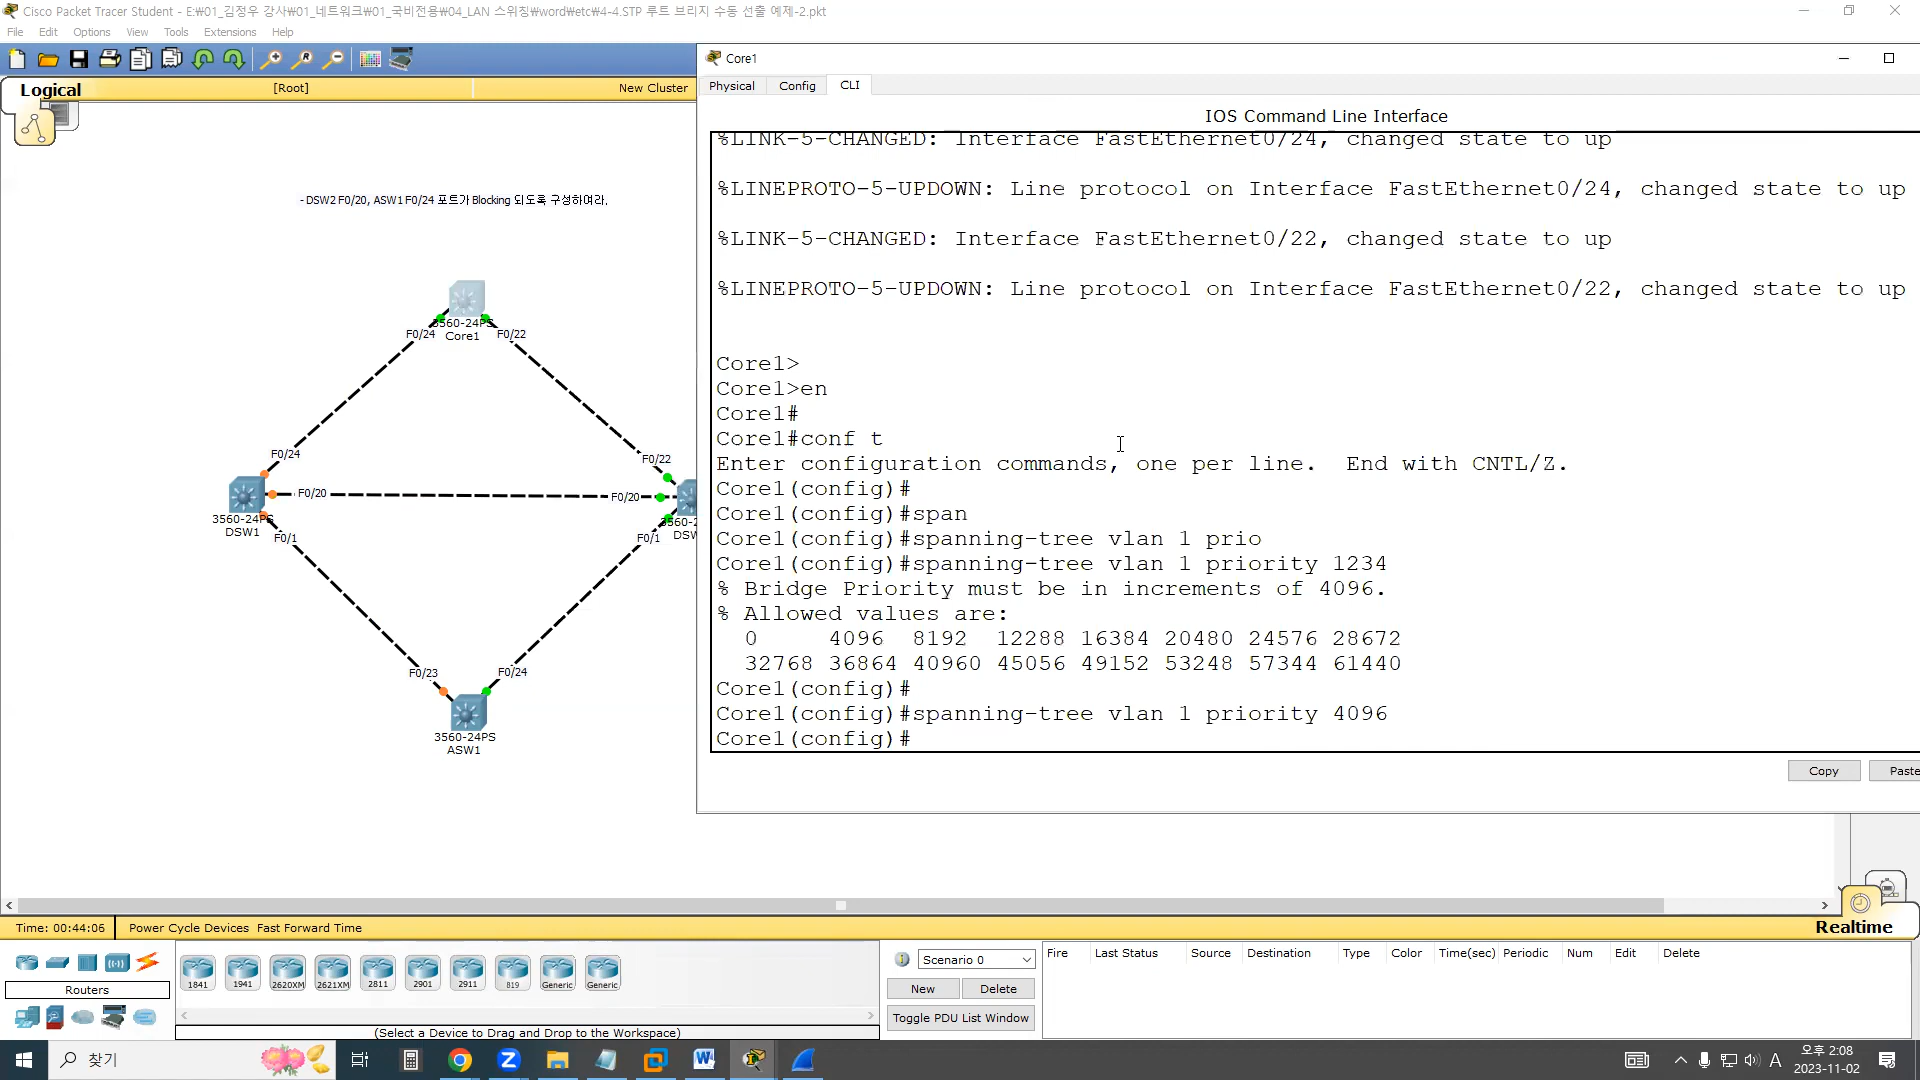 Cisco Packet Tracer Student - E:₩01_김정우 강사₩01_네트워크₩01_국비전용₩04_LAN 스위칭₩word₩etc₩4-4.STP 루트 브리지 수동 선출 예제-2.pkt
File Edit Options View Tools Extensions Help
Logical [Root] New Cluster
- DSW2 F0/20, ASW1 F0/24 포트가 Blocking 되도록 구성하여라.
3560-24PS
Core1
F0/24 F0/22
F0/24 F0/22
F0/20 F0/20
3560-24PS
DSW1
F0/1 F0/1
3560-2
DSW
F0/23 F0/24
3560-24PS
ASW1
Core1
Physical Config CLI
IOS Command Line Interface
%LINK-5-CHANGED: Interface FastEthernet0/24, changed state to up
%LINEPROTO-5-UPDOWN: Line protocol on Interface FastEthernet0/24, changed state to up
%LINK-5-CHANGED: Interface FastEthernet0/22, changed state to up
%LINEPROTO-5-UPDOWN: Line protocol on Interface FastEthernet0/22, changed state to up
Core1>
Core1>en
Core1#
Core1#conf t
Enter configuration commands, one per line.  End with CNTL/Z.
Core1(config)#
Core1(config)#span
Core1(config)#spanning-tree vlan 1 prio
Core1(config)#spanning-tree vlan 1 priority 1234
% Bridge Priority must be in increments of 4096.
% Allowed values are:
0 4096 8192 12288 16384 20480 24576 28672
32768 36864 40960 45056 49152 53248 57344 61440
Core1(config)#
Core1(config)#spanning-tree vlan 1 priority 4096
Core1(config)#
Copy Paste
Realtime
Time: 00:44:06 Power Cycle Devices Fast Forward Time
Routers
1841 1941 2620XM 2621XM 2811 2901 2911 819 Generic Generic
(Select a Device to Drag and Drop to the Workspace)
Scenario 0
New Delete
Toggle PDU List Window
Fire Last Status Source Destination Type Color Time(sec) Periodic Num Edit Delete
찾기
A 오후 2:08
2023-11-02